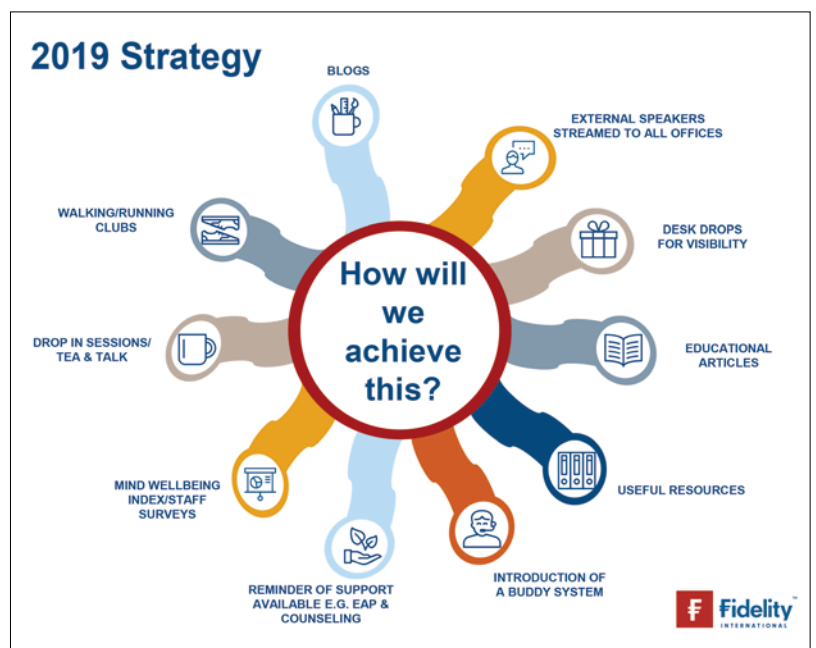 2019 Strategy
BLOGS
EXTERNAL SPEAKERS
STREAMED TO ALL OFFICES
DESK DROPS
FOR VISIBILITY
EDUCATIONAL
ARTICLES
USEFUL RESOURCES
INTRODUCTION OF
A BUDDY SYSTEM
REMINDER OF SUPPORT
AVAILABLE E.G. EAP &
COUNSELING
MIND WELLBEING
INDEX/STAFF
SURVEYS
DROP IN SESSIONS/
TEA & TALK
WALKING/RUNNING
CLUBS
How will
we
achieve
this?
Fidelity™
INTERNATIONAL